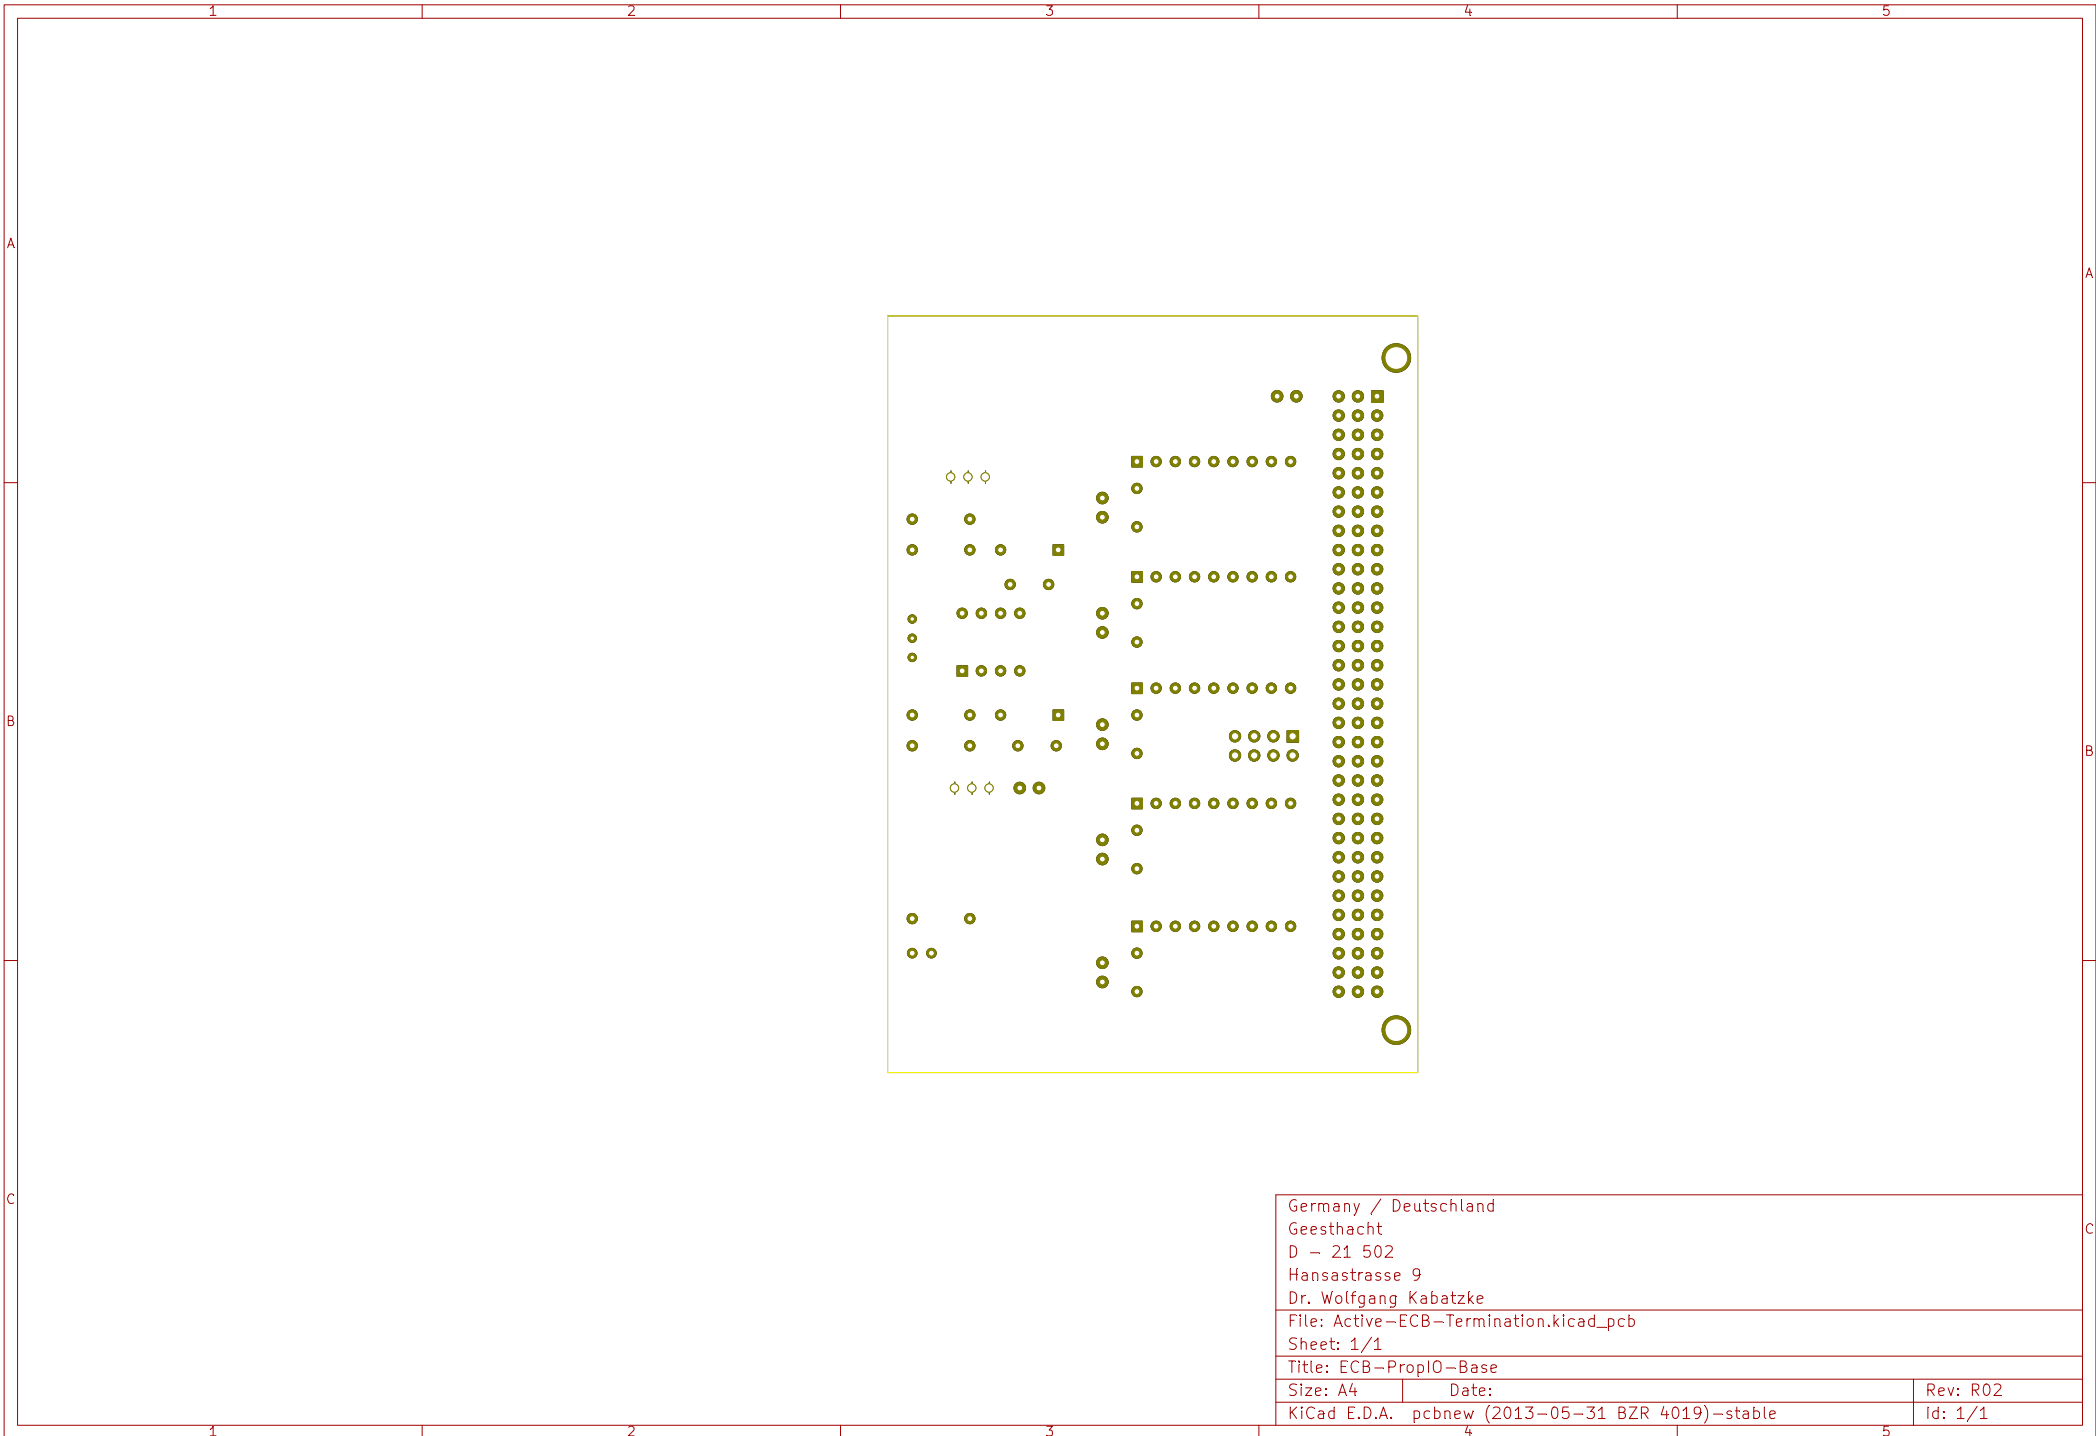 1 2 3 4 5
A A
B B
C C
Germany / Deutschland
Geesthacht
D – 21 502
Hansastrasse 9
Dr. Wolfgang Kabatzke
File: Active-ECB-Termination.kicad_pcb
Sheet: 1/1
Title: ECB-PropIO-Base
Size: A4 Date: Rev: R02
KiCad E.D.A. pcbnew (2013-05-31 BZR 4019)-stable Id: 1/1
1 2 3 4 5